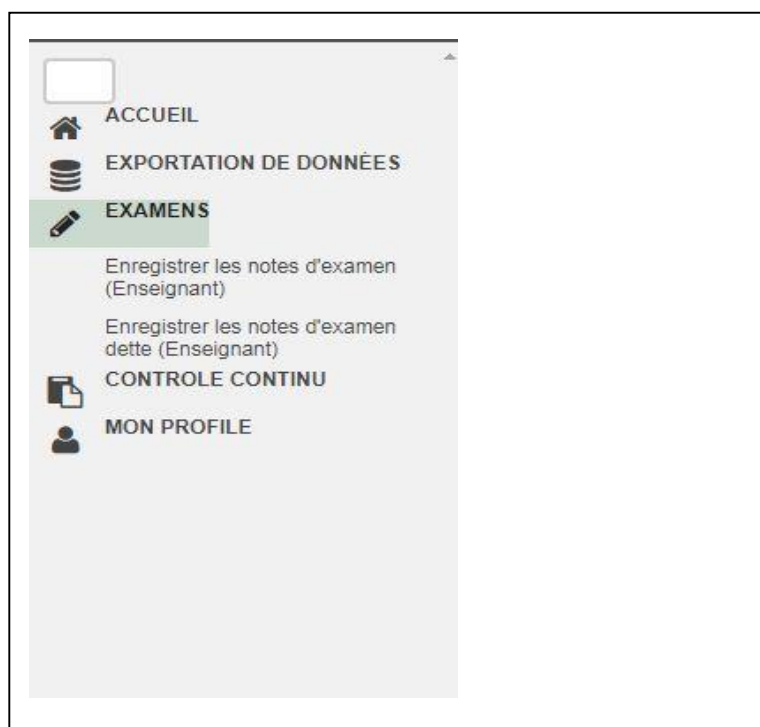 ACCUEIL
EXPORTATION DE DONNÉES
EXAMENS
Enregistrer les notes d'examen
(Enseignant)
Enregistrer les notes d'examen
dette (Enseignant)
CONTROLE CONTINU
MON PROFILE